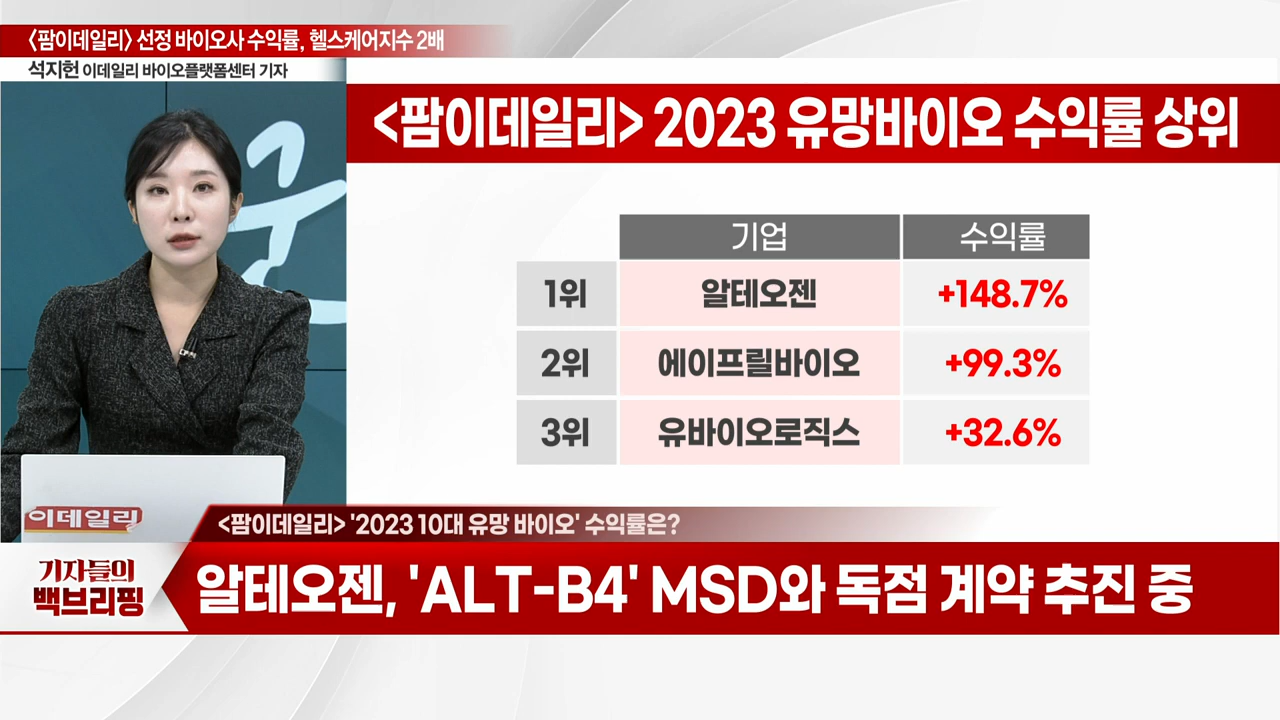 <팜이데일리> 선정 바이오사 수익률, 헬스케어지수 2배
석지헌 이데일리 바이오플랫폼센터 기자
<팜이데일리> 2023 유망바이오 수익률 상위
기업 수익률
1위 알테오젠 +148.7%
2위 에이프릴바이오 +99.3%
3위 유바이오로직스 +32.6%
이데일리
<팜이데일리> '2023 10대 유망 바이오' 수익률은?
기자들의
백브리핑
알테오젠, 'ALT-B4' MSD와 독점 계약 추진 중